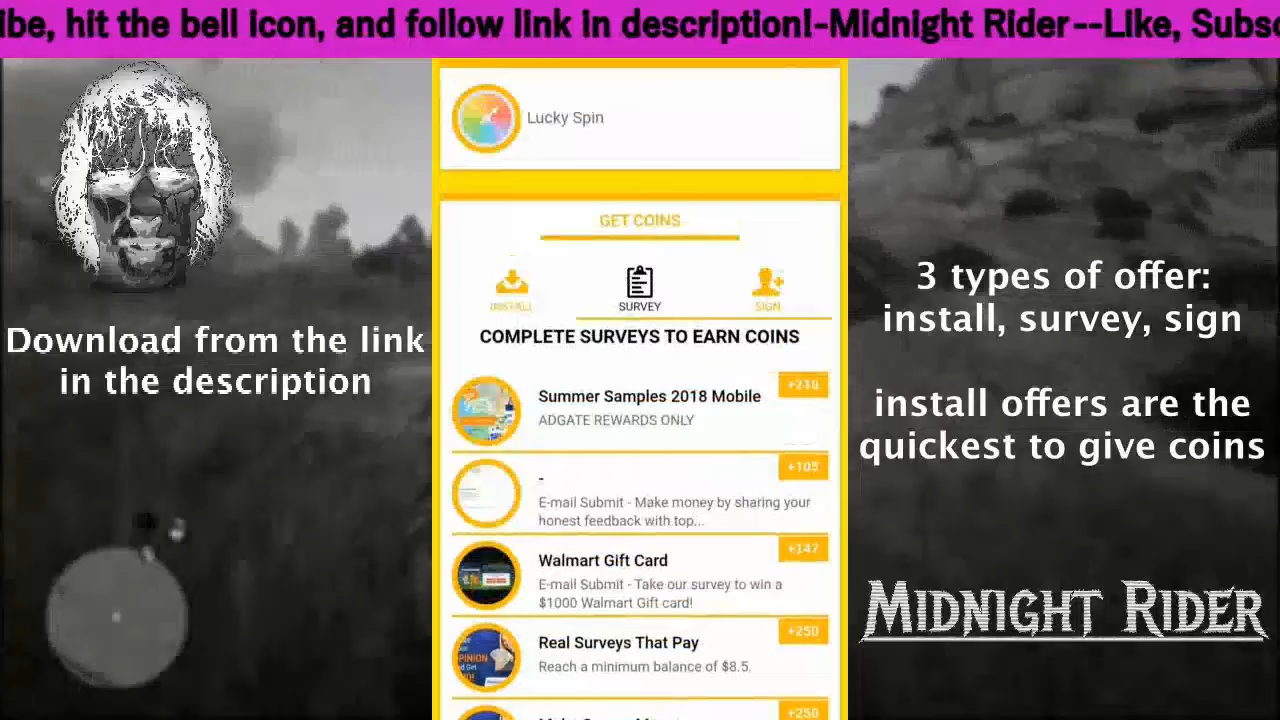 ibe, hit the bell icon, and follow link in description!-Midnight Rider--Like, Subsc
Lucky Spin
GET COINS
INSTALL
SURVEY
SIGN
COMPLETE SURVEYS TO EARN COINS
Summer Samples 2018 Mobile
+210
ADGATE REWARDS ONLY
-
+105
E-mail Submit - Make money by sharing your
honest feedback with top...
Walmart Gift Card
+147
E-mail Submit - Take our survey to win a
$1000 Walmart Gift card!
Real Surveys That Pay
+250
Reach a minimum balance of $8.5.
+250
Download from the link
in the description
3 types of offer:
install, survey, sign
install offers are the
quickest to give coins
MIDNIGHT RIDER